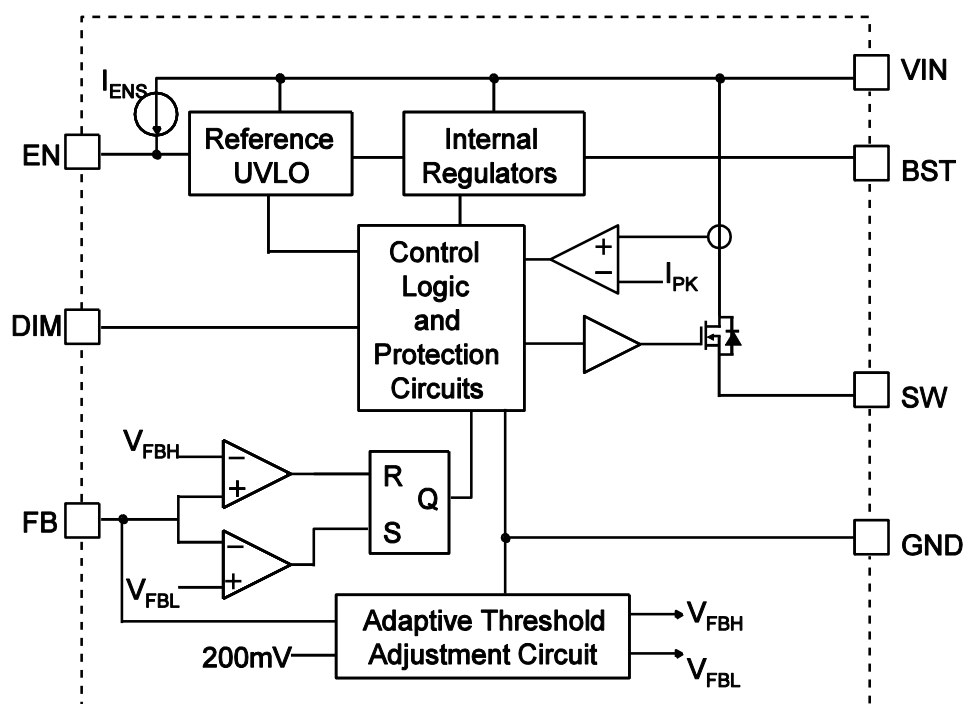 I_ENS
VIN
EN
Reference
UVLO
Internal
Regulators
BST
Control
Logic
and
Protection
Circuits
+
−
I_PK
DIM
SW
V_FBH
−
+
R
Q
S
FB
−
+
V_FBL
GND
Adaptive Threshold
Adjustment Circuit
200mV
V_FBH
V_FBL